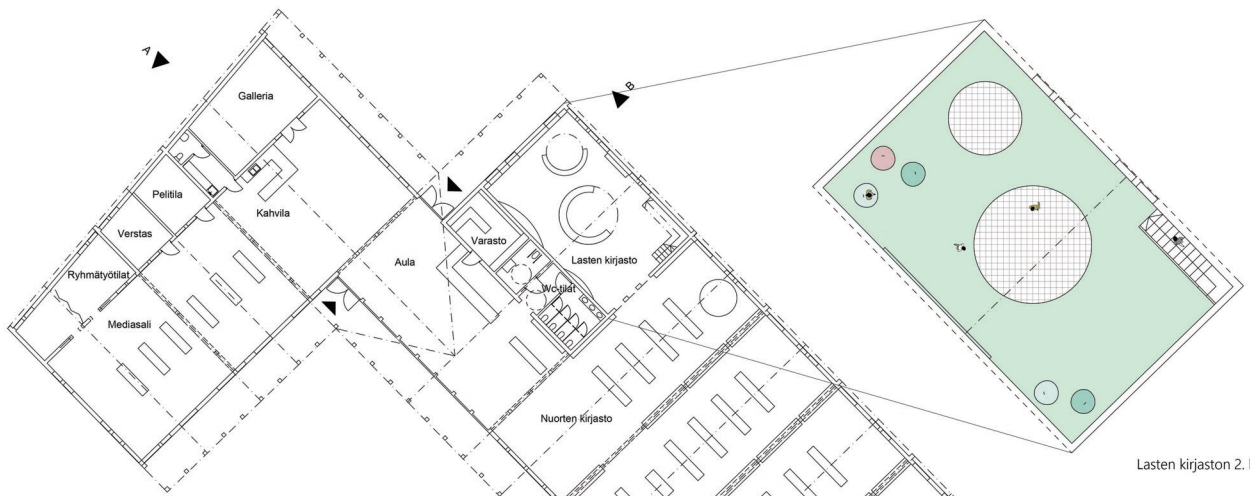 A
B
Galleria
Pelitila
Kahvila
Verstas
Varasto
Aula
Lasten kirjasto
Ryhmätyötilat
Wc-tilat
Mediasali
Nuorten kirjasto
Lasten kirjaston 2.